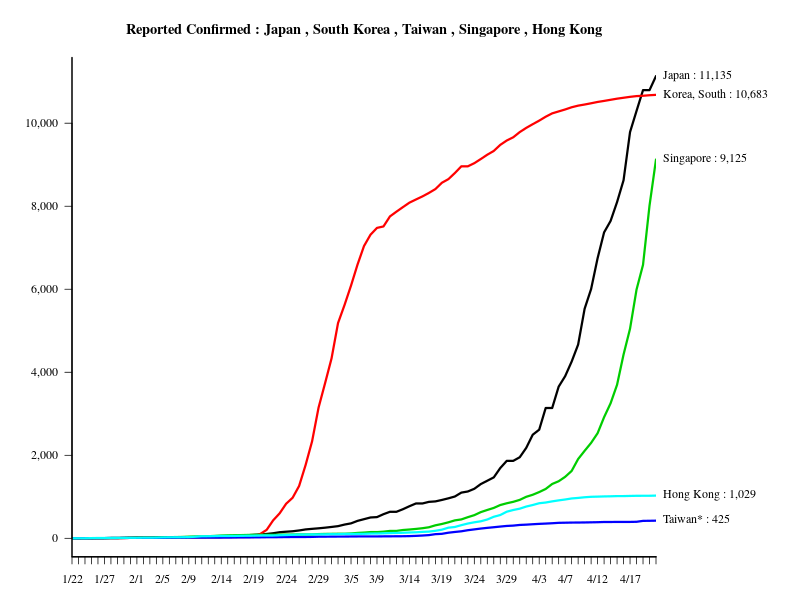 Reported Confirmed : Japan , South Korea , Taiwan , Singapore , Hong Kong
Japan : 11,135
Korea, South : 10,683
10,000
Singapore : 9,125
8,000
6,000
4,000
2,000
Hong Kong : 1,029
Taiwan* : 425
0
1/22 1/27 2/1 2/5 2/9 2/14 2/19 2/24 2/29 3/5 3/9 3/14 3/19 3/24 3/29 4/3 4/7 4/12 4/17